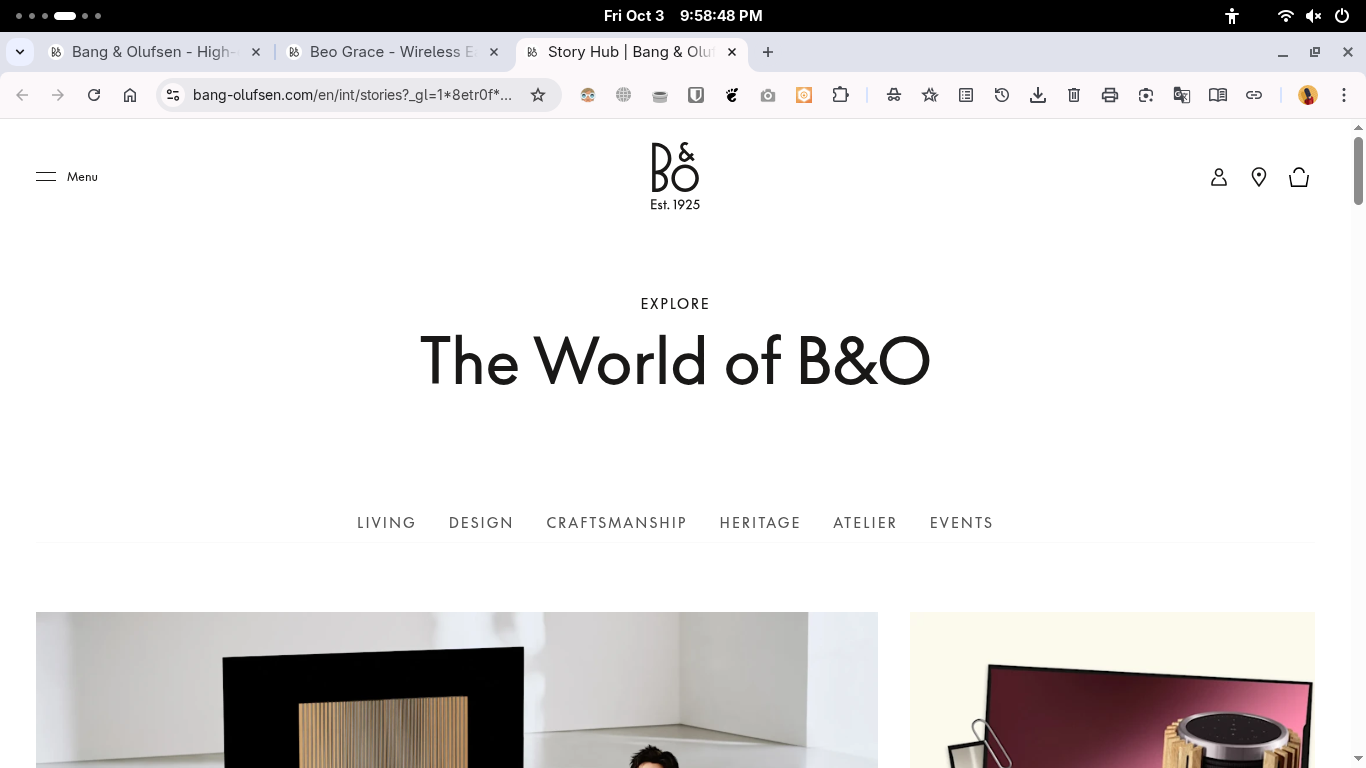 Fri Oct 3 9:58:48 PM
Bang & Olufsen - High-
Beo Grace - Wireless E
Story Hub | Bang & Oluf
bang-olufsen.com/en/int/stories?_gl=1*8etr0f*...
Menu
B&O
Est. 1925
EXPLORE
The World of B&O
LIVING DESIGN CRAFTSMANSHIP HERITAGE ATELIER EVENTS